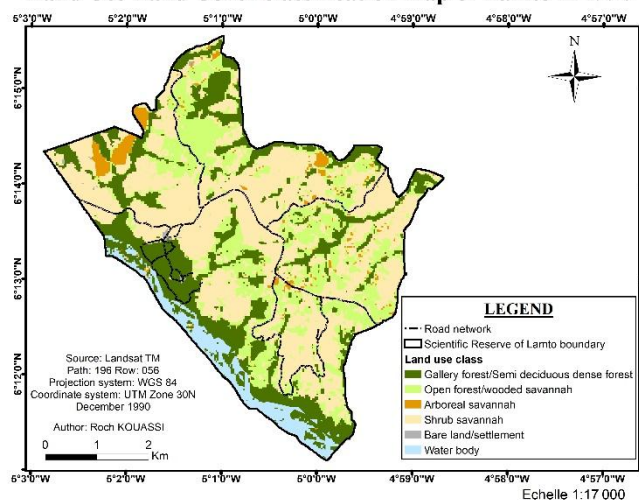 5°3'0"W 5°2'0"W 5°1'0"W 5°0'0"W 4°59'0"W 4°58'0"W 4°57'0"W
N
6°15'0"N
6°14'0"N
6°13'0"N
6°12'0"N
LEGEND
Road network
Scientific Reserve of Lamto boundary
Land use class
Gallery forest/Semi deciduous dense forest
Open forest/wooded savannah
Arboreal savannah
Shrub savannah
Bare land/settlement
Water body
Source: Landsat TM
Path: 196 Row: 056
Projection system: WGS 84
Coordinate system: UTM Zone 30N
December 1990
Author: Roch KOUASSI
0 1 2
Km
5°3'0"W 5°2'0"W 5°1'0"W 5°0'0"W 4°59'0"W 4°58'0"W 4°57'0"W
Echelle 1:17 000